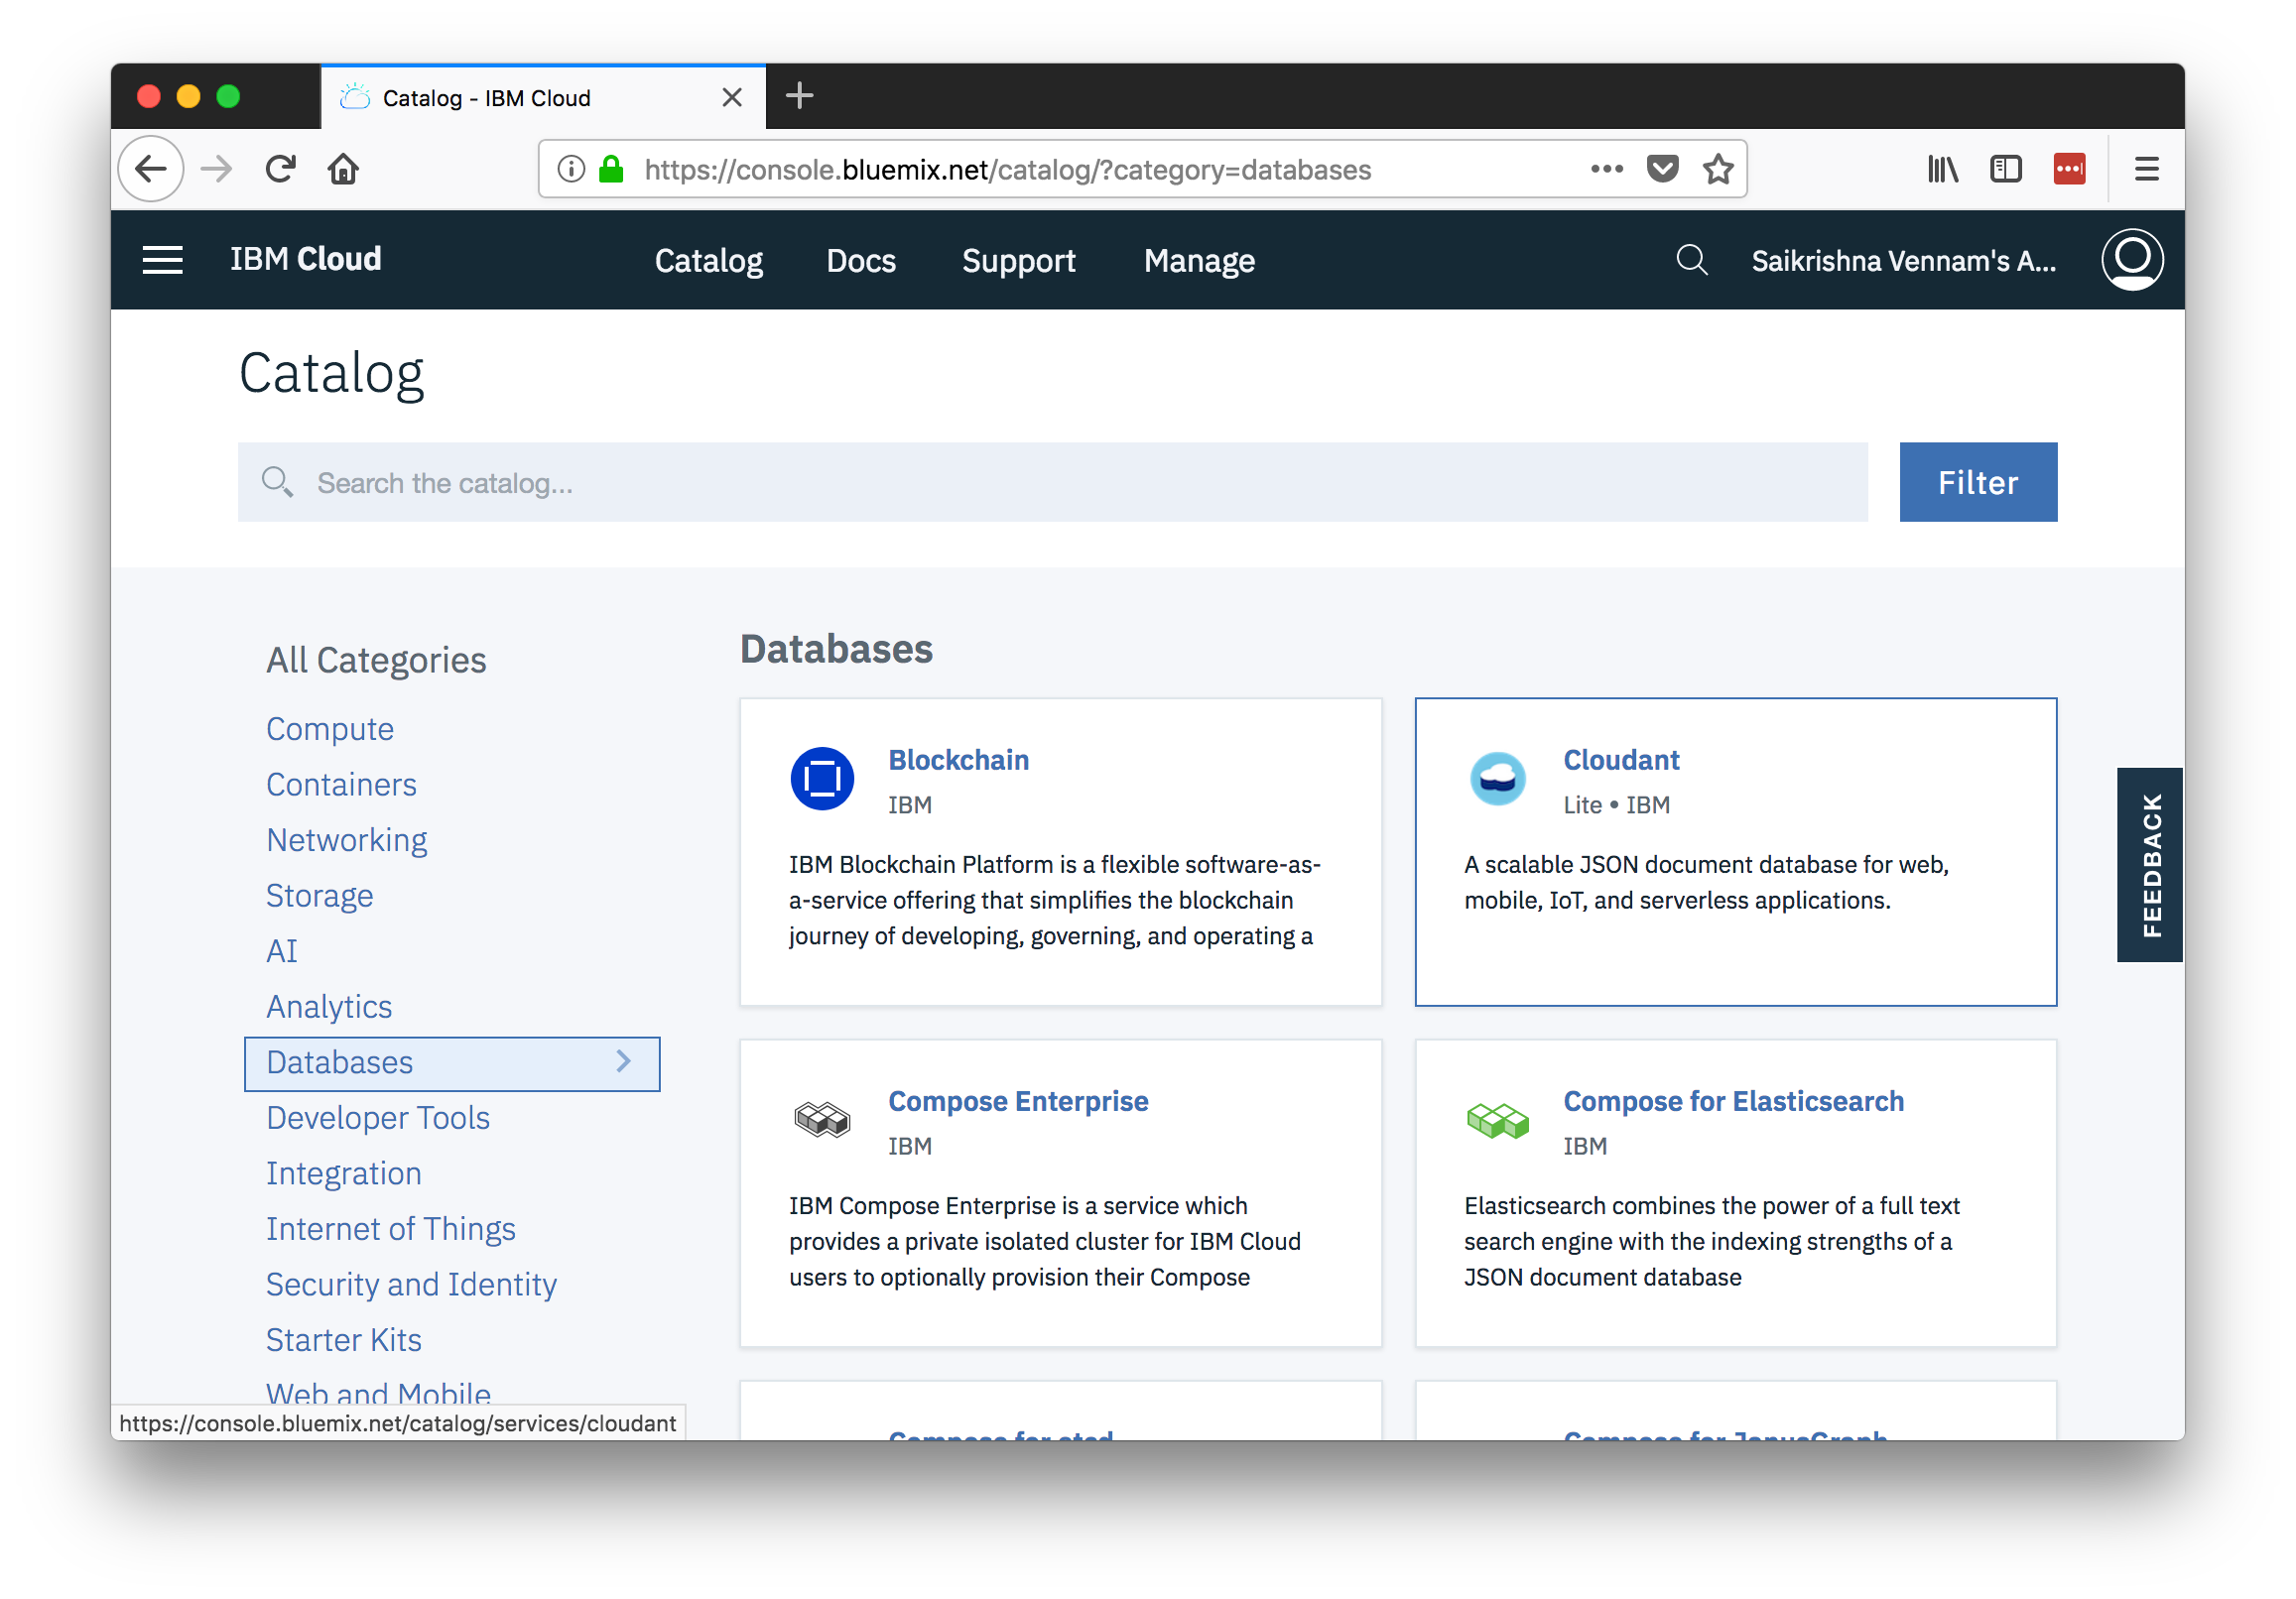 Catalog - IBM Cloud
https://console.bluemix.net/catalog/?category=databases
IBM Cloud
Catalog
Docs
Support
Manage
Saikrishna Vennam's A...
Catalog
Search the catalog...
Filter
All Categories
Compute
Containers
Networking
Storage
AI
Analytics
Databases
Developer Tools
Integration
Internet of Things
Security and Identity
Starter Kits
Web and Mobile
Databases
Blockchain
IBM
IBM Blockchain Platform is a flexible software-as-
a-service offering that simplifies the blockchain
journey of developing, governing, and operating a
Cloudant
Lite • IBM
A scalable JSON document database for web,
mobile, IoT, and serverless applications.
Compose Enterprise
IBM
IBM Compose Enterprise is a service which
provides a private isolated cluster for IBM Cloud
users to optionally provision their Compose
Compose for Elasticsearch
IBM
Elasticsearch combines the power of a full text
search engine with the indexing strengths of a
JSON document database
Compose for etcd
Compose for JanusGraph
FEEDBACK
https://console.bluemix.net/catalog/services/cloudant